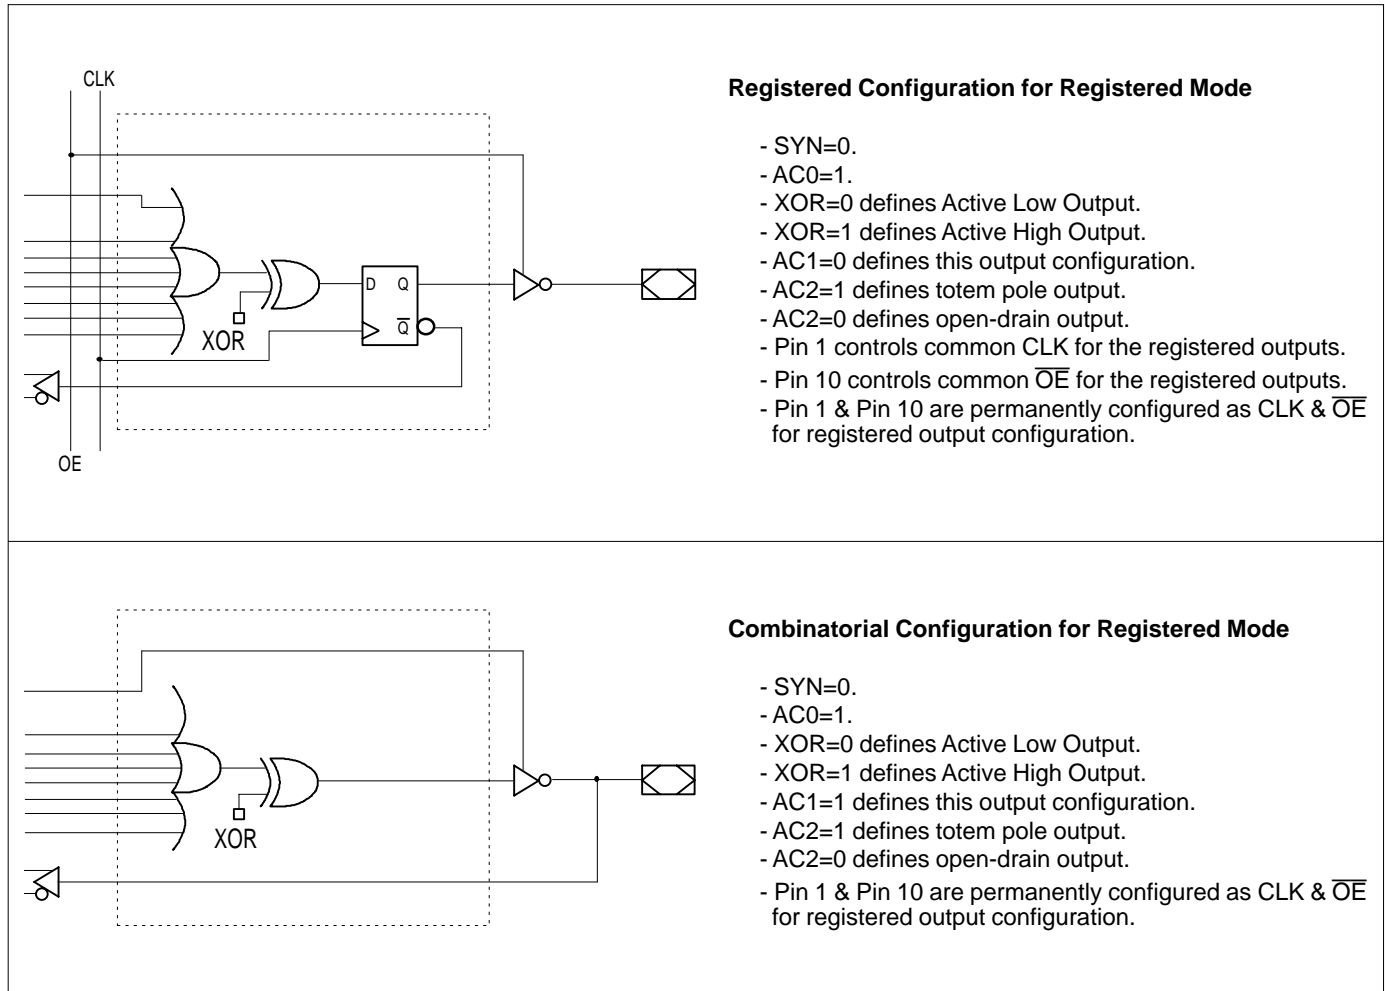 CLK
Registered Configuration for Registered Mode
- SYN=0.
- AC0=1.
- XOR=0 defines Active Low Output.
- XOR=1 defines Active High Output.
- AC1=0 defines this output configuration.
- AC2=1 defines totem pole output.
- AC2=0 defines open-drain output.
- Pin 1 controls common CLK for the registered outputs.
- Pin 10 controls common O̅E̅ for the registered outputs.
- Pin 1 & Pin 10 are permanently configured as CLK & O̅E̅
for registered output configuration.
D Q
XOR
Q̅
OE
Combinatorial Configuration for Registered Mode
- SYN=0.
- AC0=1.
- XOR=0 defines Active Low Output.
- XOR=1 defines Active High Output.
- AC1=1 defines this output configuration.
- AC2=1 defines totem pole output.
- AC2=0 defines open-drain output.
- Pin 1 & Pin 10 are permanently configured as CLK & O̅E̅
for registered output configuration.
XOR